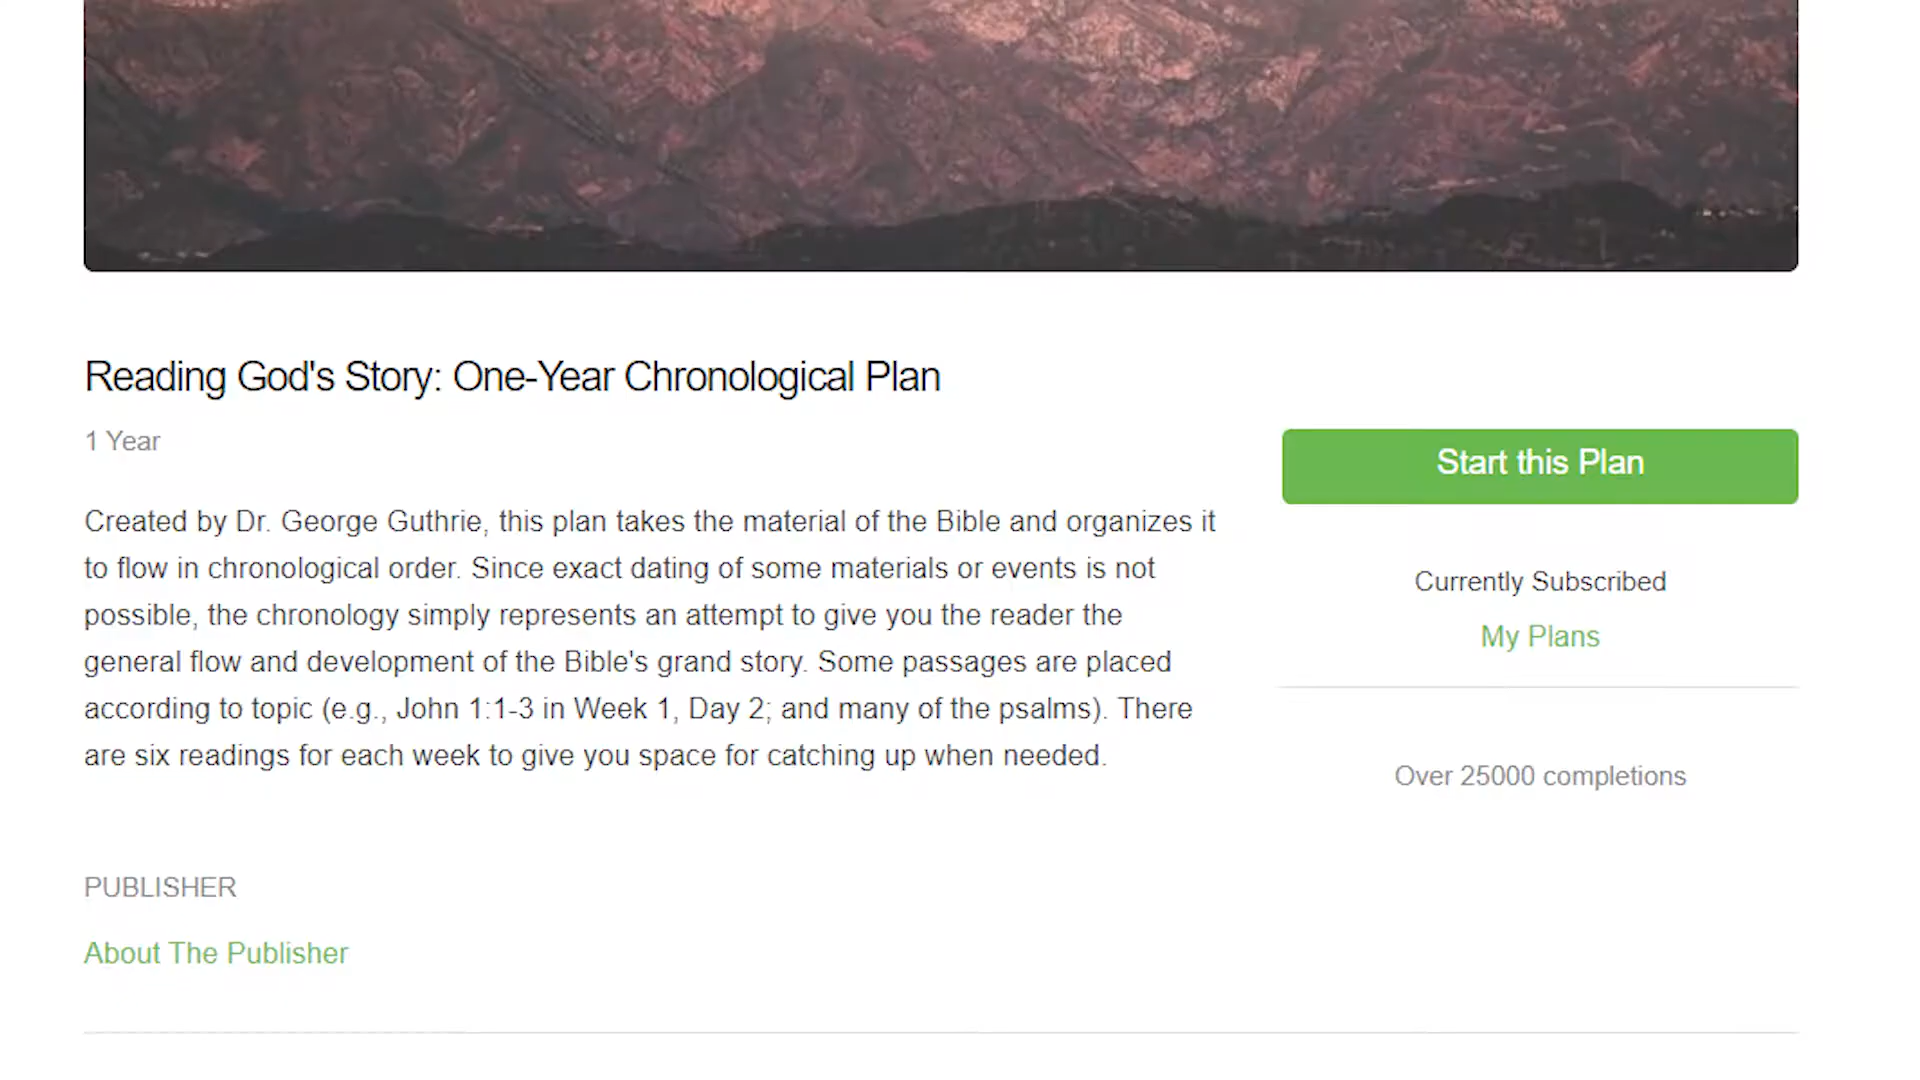 Reading God's Story: One-Year Chronological Plan
1 Year
Created by Dr. George Guthrie, this plan takes the material of the Bible and organizes it
to flow in chronological order. Since exact dating of some materials or events is not
possible, the chronology simply represents an attempt to give you the reader the
general flow and development of the Bible's grand story. Some passages are placed
according to topic (e.g., John 1:1-3 in Week 1, Day 2; and many of the psalms). There
are six readings for each week to give you space for catching up when needed.
Start this Plan
Currently Subscribed
My Plans
Over 25000 completions
PUBLISHER
About The Publisher